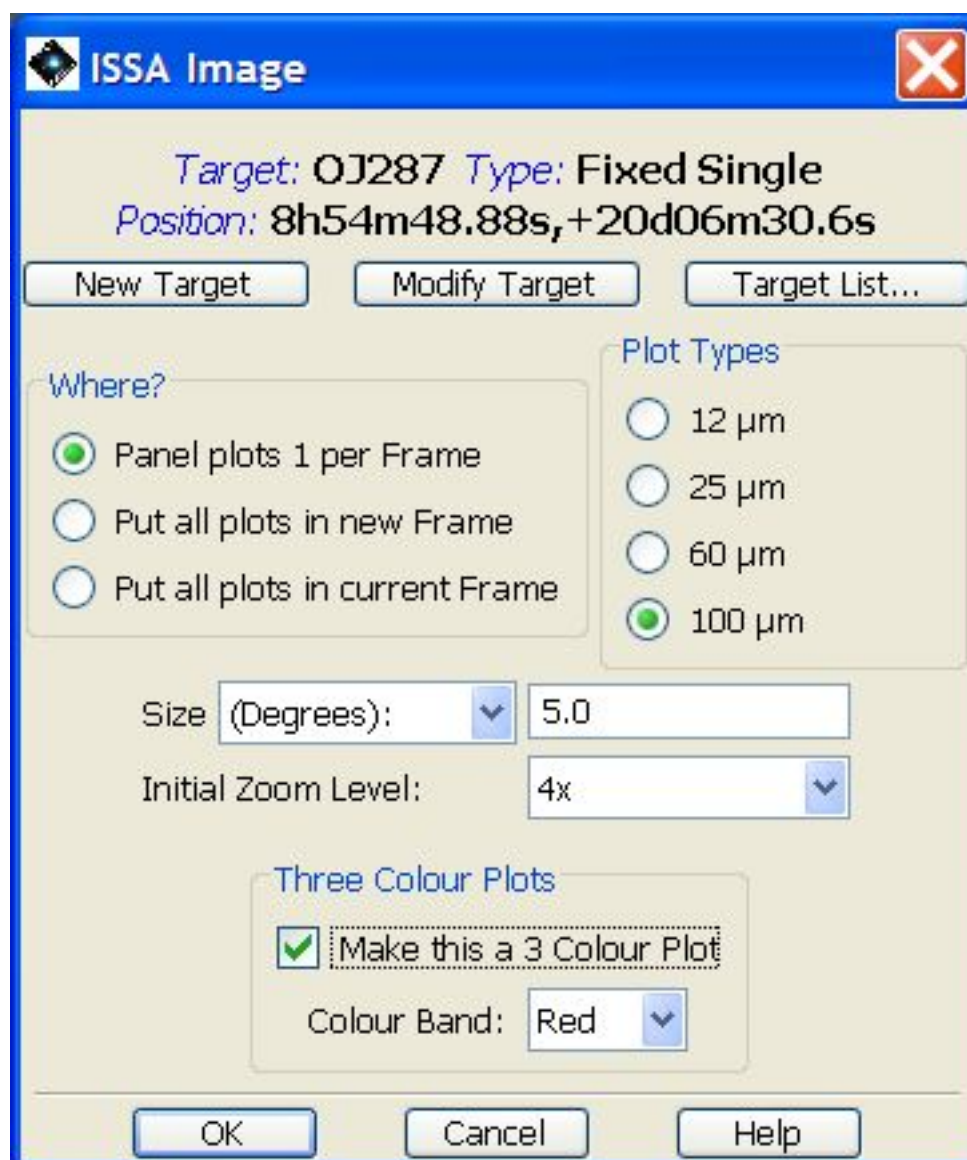 ISSA Image
Target: OJ287 Type: Fixed Single
Position: 8h54m48.88s,+20d06m30.6s
New Target Modify Target Target List...
Where?
Panel plots 1 per Frame
Put all plots in new Frame
Put all plots in current Frame
Plot Types
12 µm
25 µm
60 µm
100 µm
Size (Degrees): 5.0
Initial Zoom Level: 4x
Three Colour Plots
Make this a 3 Colour Plot
Colour Band: Red
OK Cancel Help